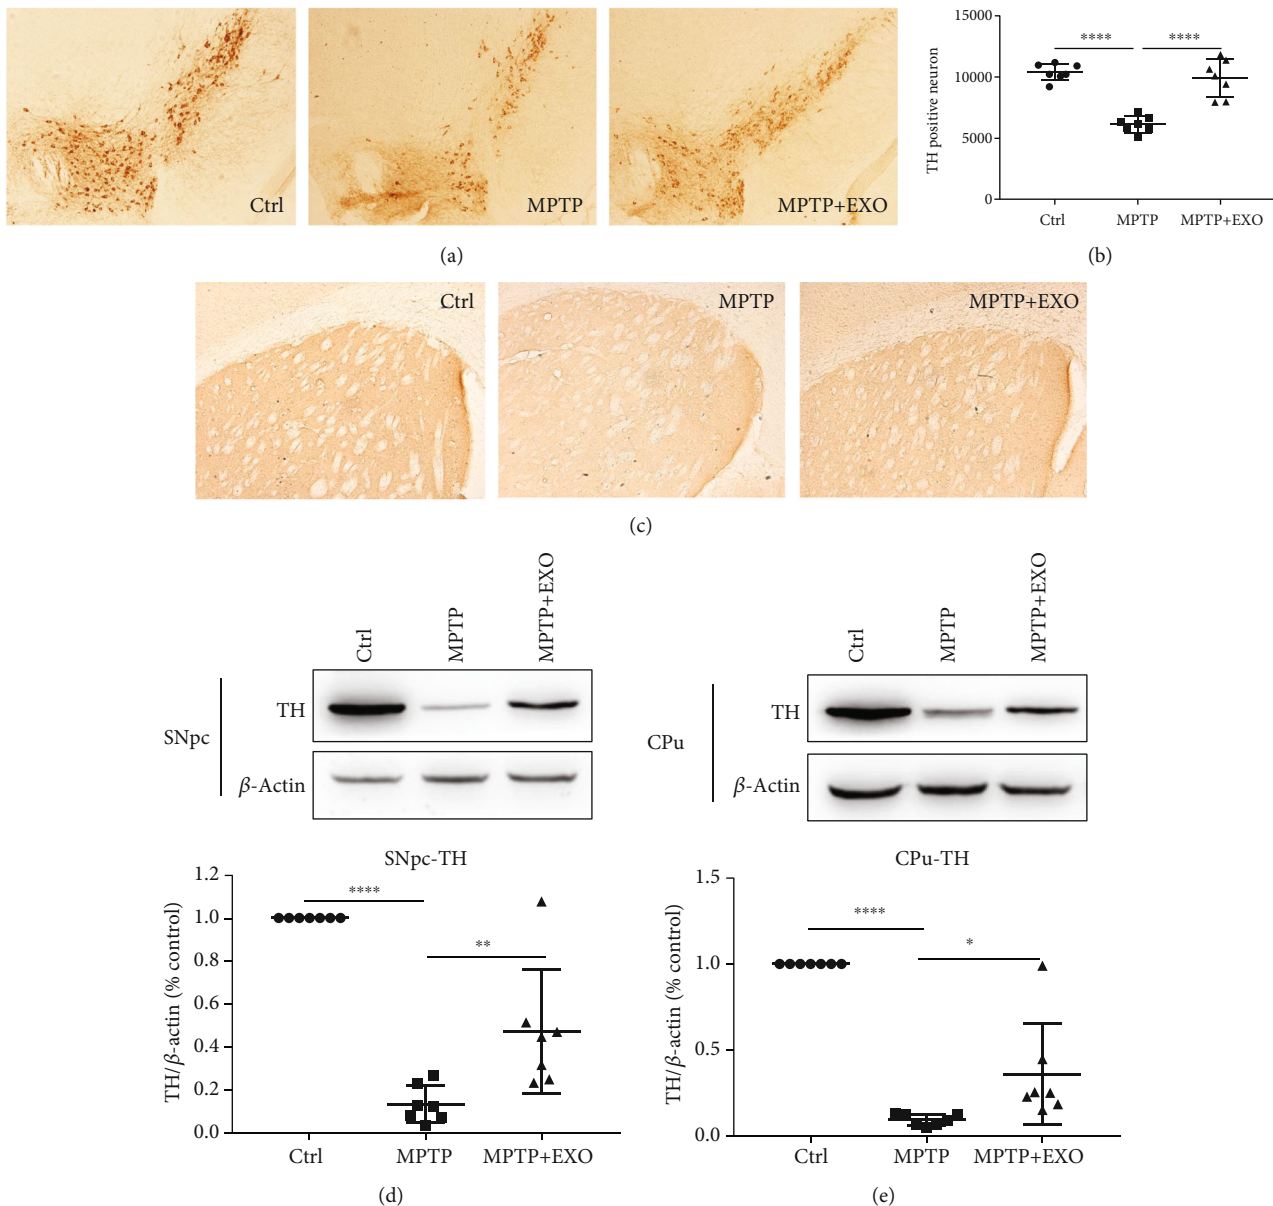 Ctrl
MPTP
MPTP+EXO
(a)
15000
10000
5000
0
TH positive neuron
****
****
Ctrl
MPTP
MPTP+EXO
(b)
Ctrl
MPTP
MPTP+EXO
(c)
Ctrl
MPTP
MPTP+EXO
SNpc
TH
β-Actin
SNpc-TH
TH/β-actin (% control)
1.2
1.0
0.8
0.6
0.4
0.2
0.0
****
**
Ctrl
MPTP
MPTP+EXO
(d)
Ctrl
MPTP
MPTP+EXO
CPu
TH
β-Actin
CPu-TH
TH/β-actin (% control)
1.5
1.0
0.5
0.0
****
*
Ctrl
MPTP
MPTP+EXO
(e)